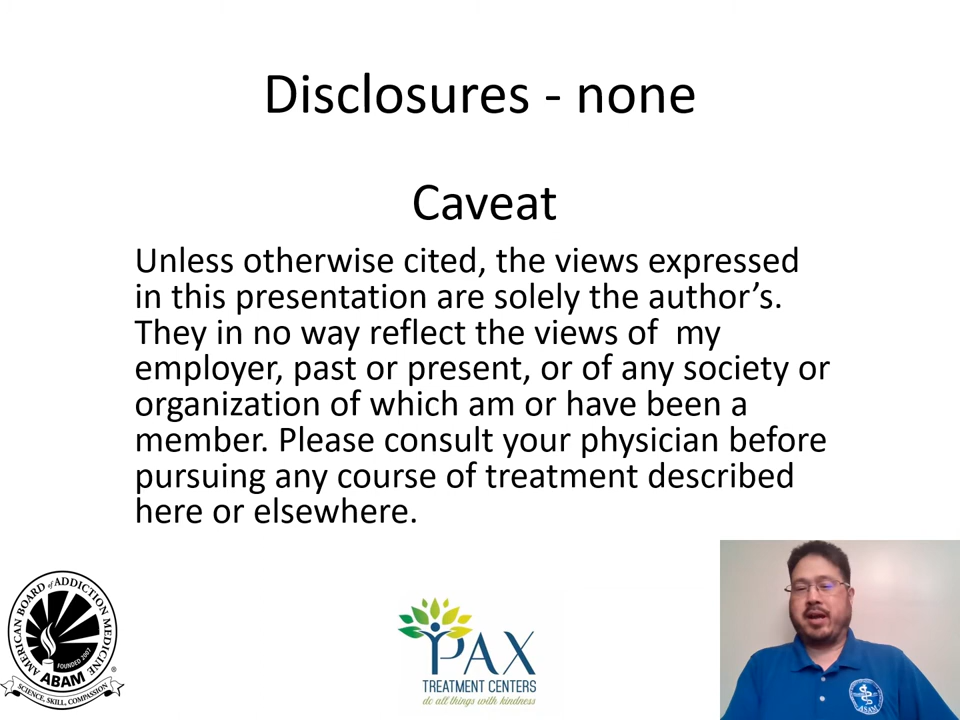 Disclosures - none
Caveat
Unless otherwise cited, the views expressed
in this presentation are solely the author’s.
They in no way reflect the views of  my
employer, past or present, or of any society or
organization of which am or have been a
member. Please consult your physician before
pursuing any course of treatment described
here or elsewhere.
AMERICAN BOARD of ADDICTION MEDICINE
FOUNDED 2007
ABAM
®
SCIENCE, SKILL, COMPASSION
PAX
TREATMENT CENTERS
do all things with kindness
ASAM